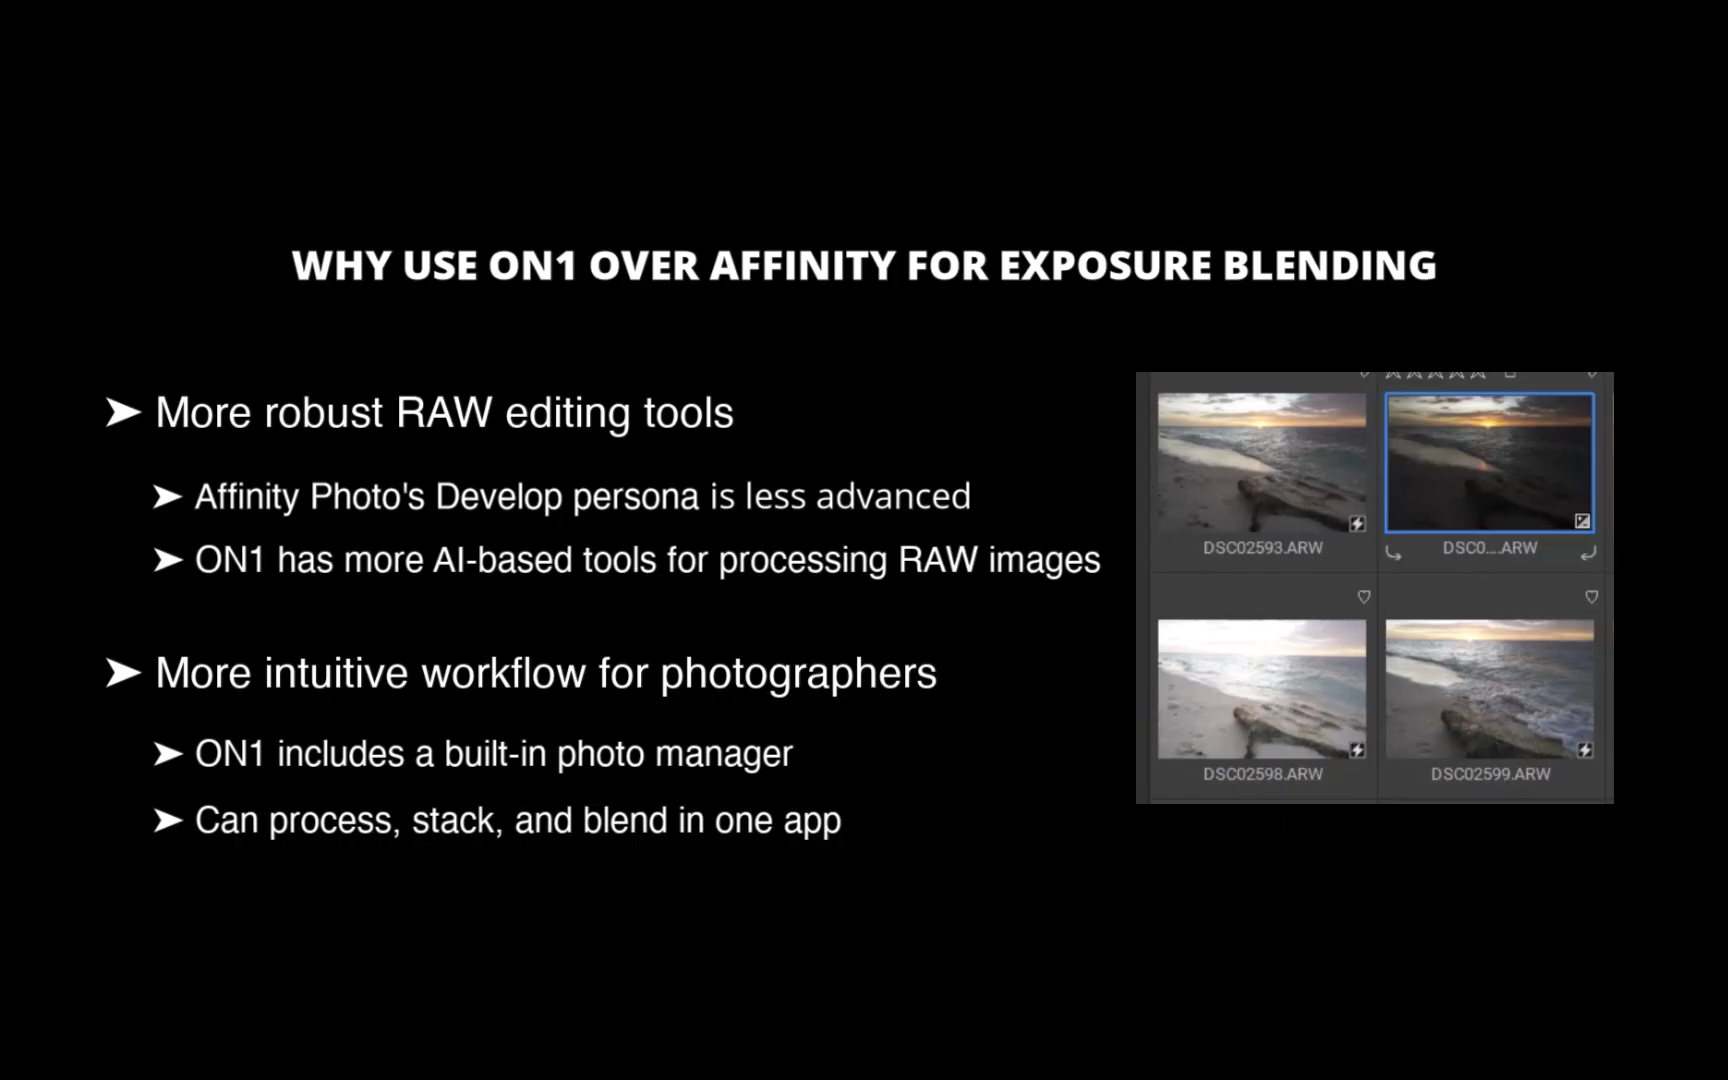 WHY USE ON1 OVER AFFINITY FOR EXPOSURE BLENDING
➤ More robust RAW editing tools
➤ Affinity Photo's Develop persona is less advanced
➤ ON1 has more AI-based tools for processing RAW images
➤ More intuitive workflow for photographers
➤ ON1 includes a built-in photo manager
➤ Can process, stack, and blend in one app
DSC02593.ARW
DSC0....ARW
DSC02598.ARW
DSC02599.ARW